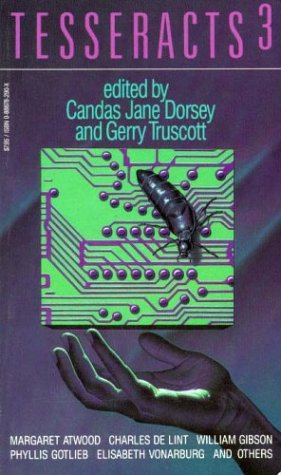 TESSERACTS 3
edited by
Candas Jane Dorsey
and Gerry Truscott
MARGARET ATWOOD CHARLES DE LINT WILLIAM GIBSON
PHYLLIS GOTLIEB ELISABETH VONARBURG AND OTHERS